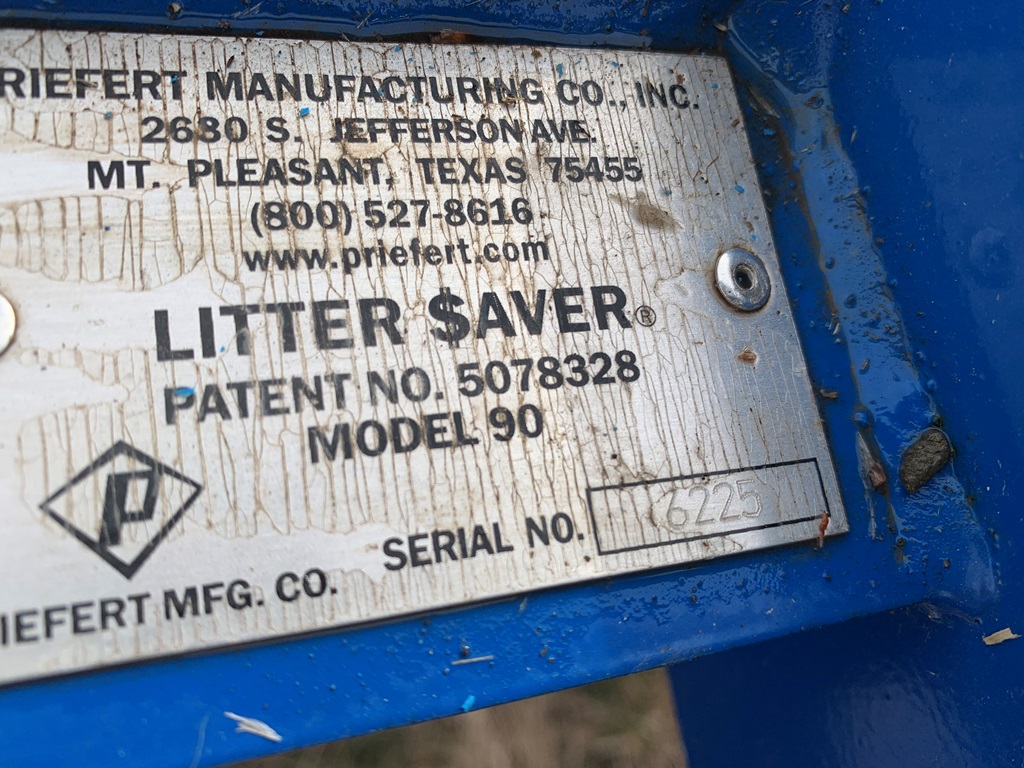 RIEFERT MANUFACTURING CO., INC.
2630 S. JEFFERSON AVE.
MT. PLEASANT, TEXAS 75455
(800) 527-8616
www.priefert.com
LITTER $AVER®
PATENT NO. 5078328
MODEL 90
P
SERIAL NO. 6225
IEFERT MFG. CO.